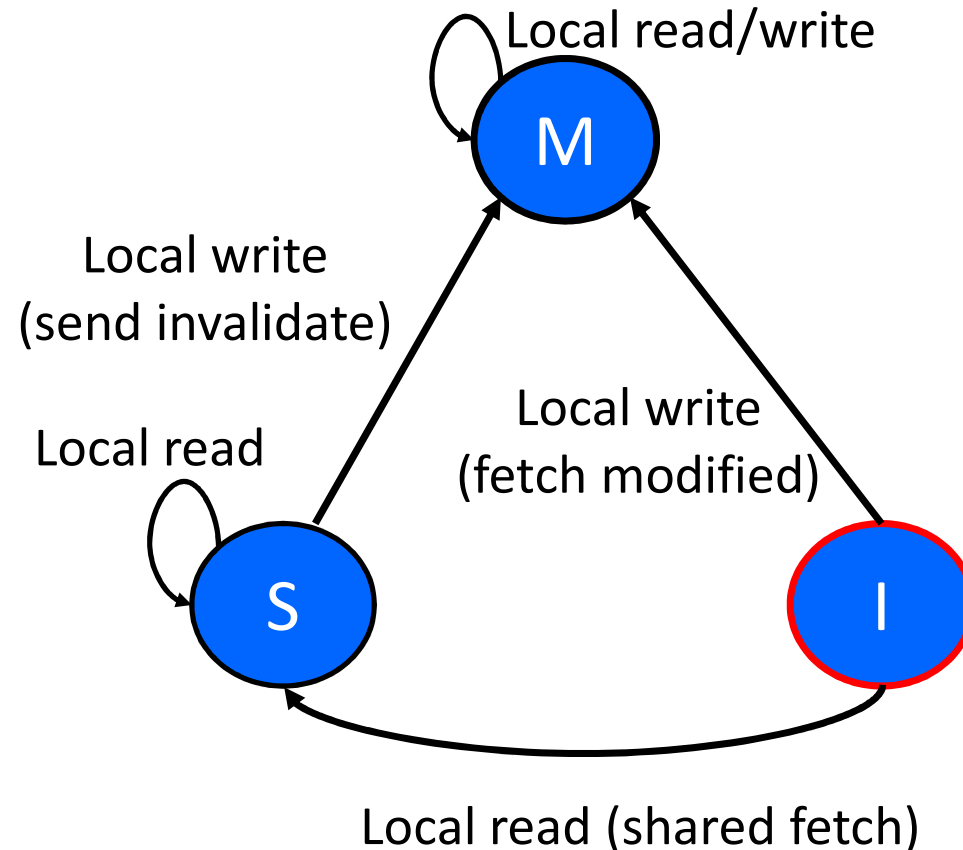 Local read/write
M
Local write
(send invalidate)
Local write
(fetch modified)
Local read
S
I
Local read (shared fetch)